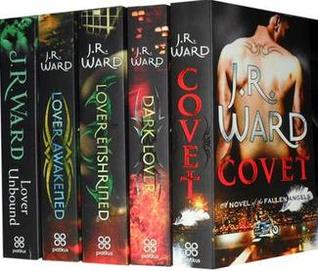 J.R. WARD
Lover
Unbound
piatkus
J.R.
WARD
LOVER AWAKENED
piatkus
J.R.
WARD
LOVER ENSHRINED
piatkus
J.R.
WARD
DARK LOVER
piatkus
COVET
J.R.
WARD
J.R.
WARD
COVET
A NOVEL of the FALLEN ANGELS